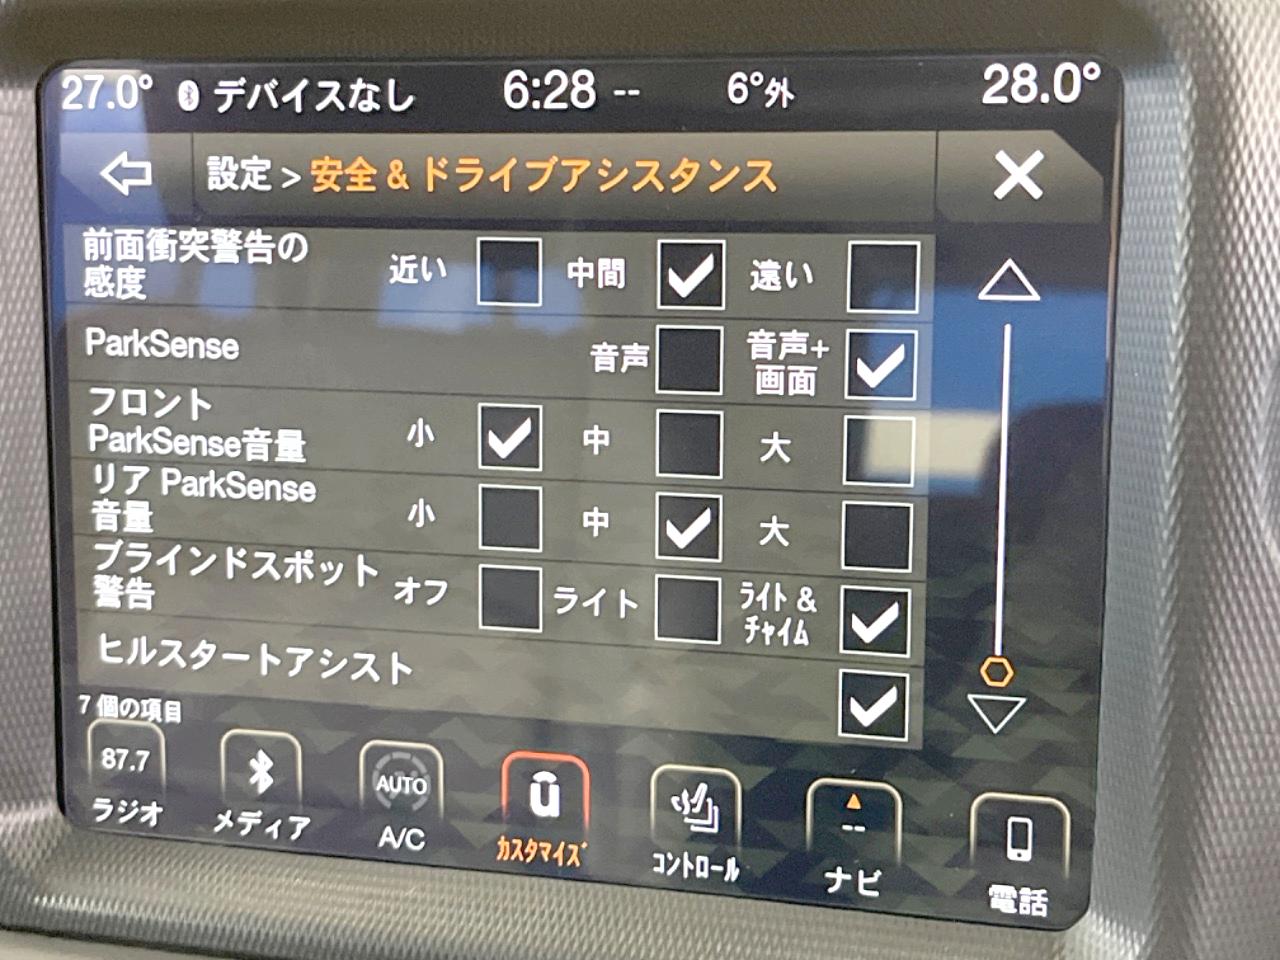 27.0° デバイスなし 6:28 -- 6°外 28.0°
設定 > 安全 & ドライブアシスタンス
前面衝突警告の
感度 近い 中間 遠い
ParkSense 音声 音声+
画面
フロント
ParkSense音量 小 中 大
リア ParkSense
音量 小 中 大
ブラインドスポット
警告 オフ ライト ﾗｲﾄ &
ﾁｬｲﾑ
ヒルスタートアシスト
7 個の項目
87.7 AUTO --
ラジオ メディア A/C ｶｽﾀﾏｲｽﾞ ｺﾝﾄﾛｰﾙ ナビ 電話